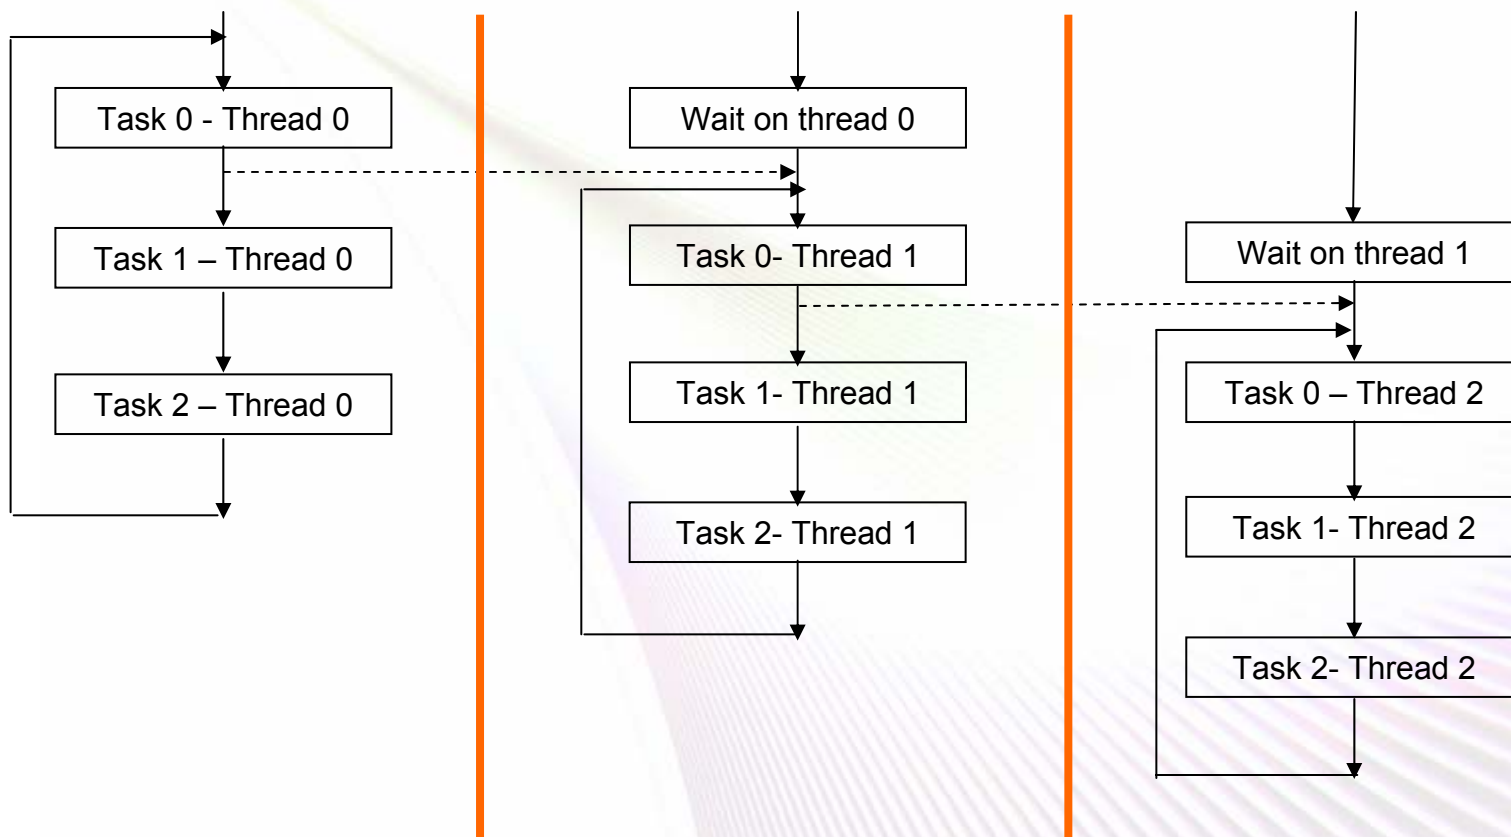 Task 0 - Thread 0
Task 1 – Thread 0
Task 2 – Thread 0
Wait on thread 0
Task 0- Thread 1
Task 1- Thread 1
Task 2- Thread 1
Wait on thread 1
Task 0 – Thread 2
Task 1- Thread 2
Task 2- Thread 2